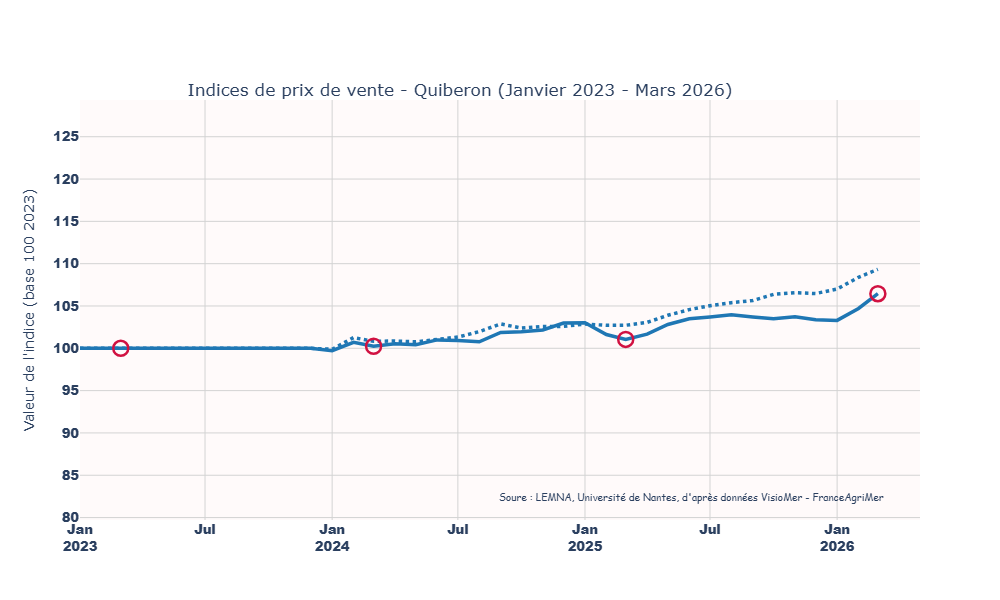 Indices de prix de vente - Quiberon (Janvier 2023 - Mars 2026)
Valeur de l'indice (base 100 2023)
125
120
115
110
105
100
95
90
85
80
Soure : LEMNA, Université de Nantes, d'après données VisioMer - FranceAgriMer
Jan Jul Jan Jul Jan Jul Jan
2023 2024 2025 2026